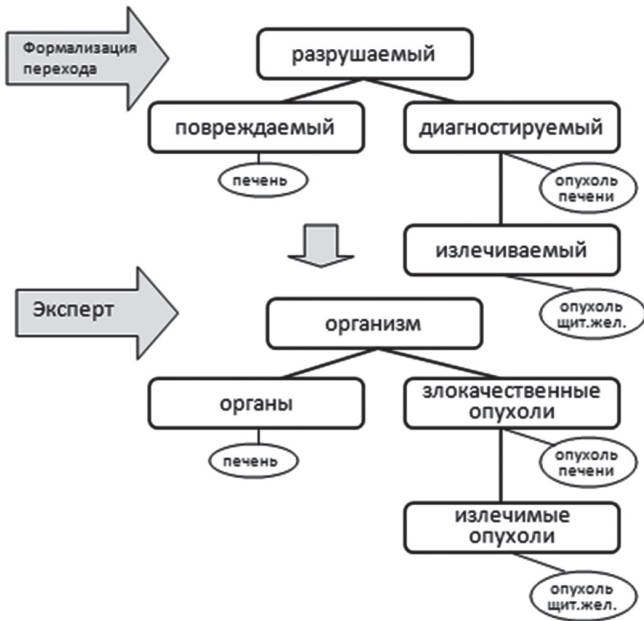 Формализация
перехода
разрушаемый
повреждаемый
диагностируемый
печень
опухоль
печени
излечиваемый
опухоль
щит.жел.
Эксперт
организм
органы
злокачественные
опухоли
печень
опухоль
печени
излечимые
опухоли
опухоль
щит.жел.